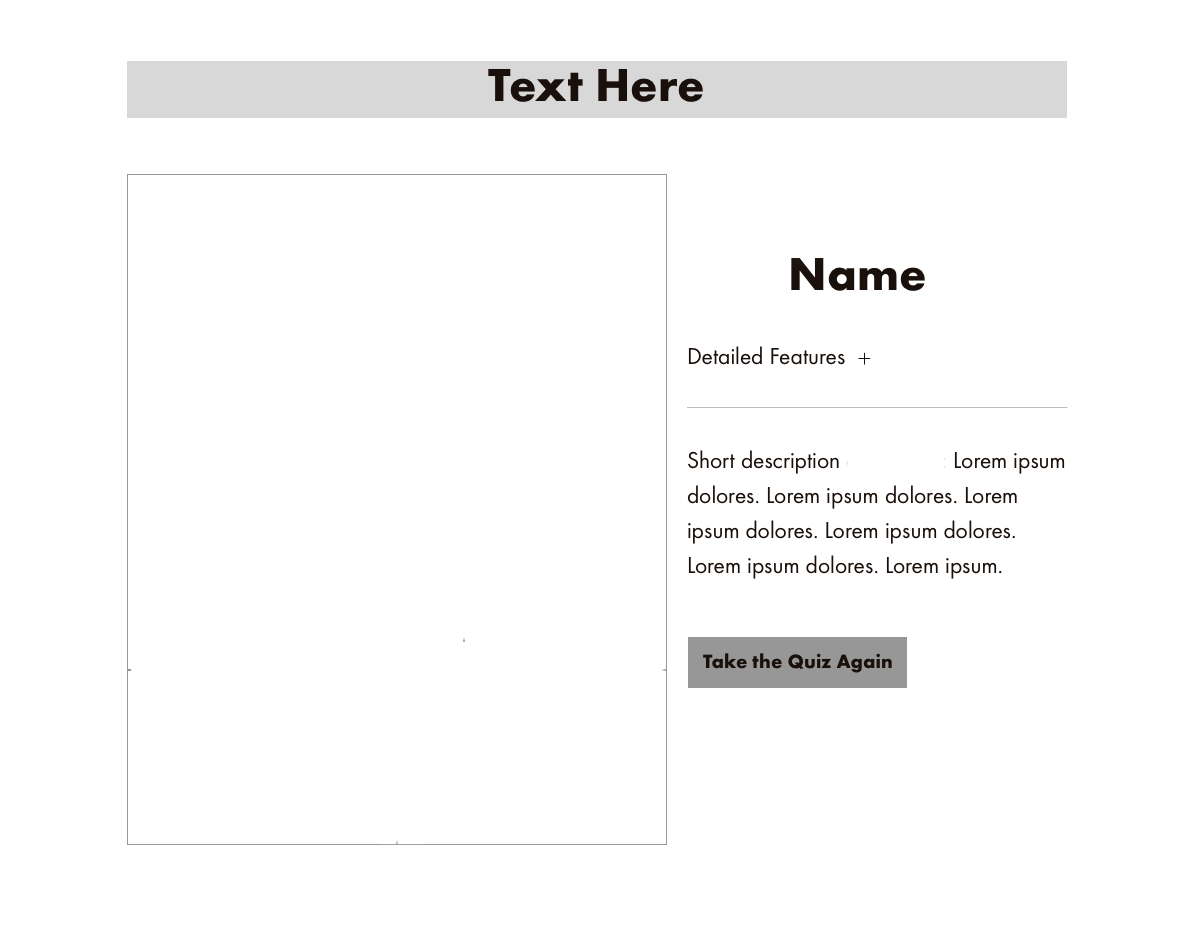 Text Here
Name
Detailed Features +
Short description Lorem ipsum
dolores. Lorem ipsum dolores. Lorem
ipsum dolores. Lorem ipsum dolores.
Lorem ipsum dolores. Lorem ipsum.
Take the Quiz Again